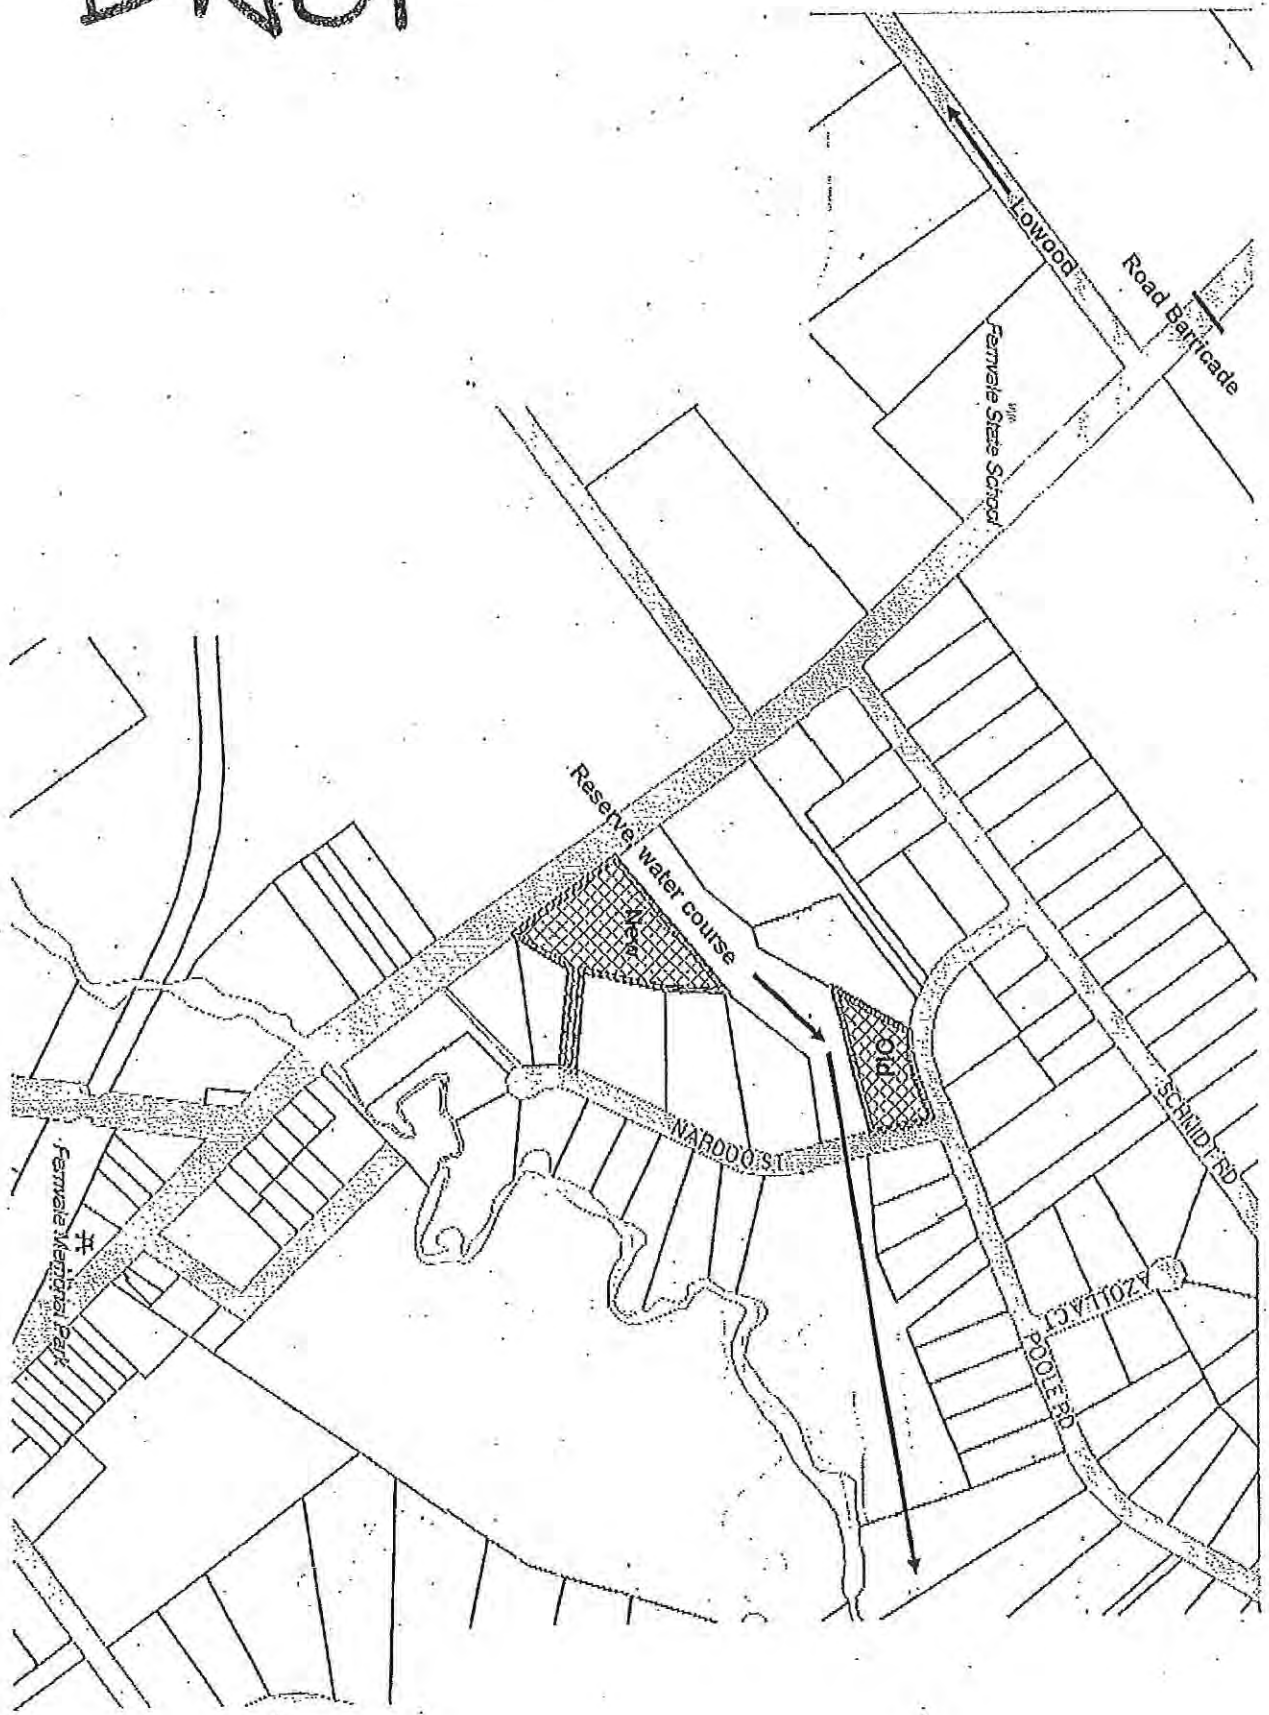 Lowood
Road Barricade
Fernvale State School
Reserve, water course
New
Old
NARDOO ST
SCHMIDT RD
AZOLLA CT
POOLE RD
Fernvale Memorial Park